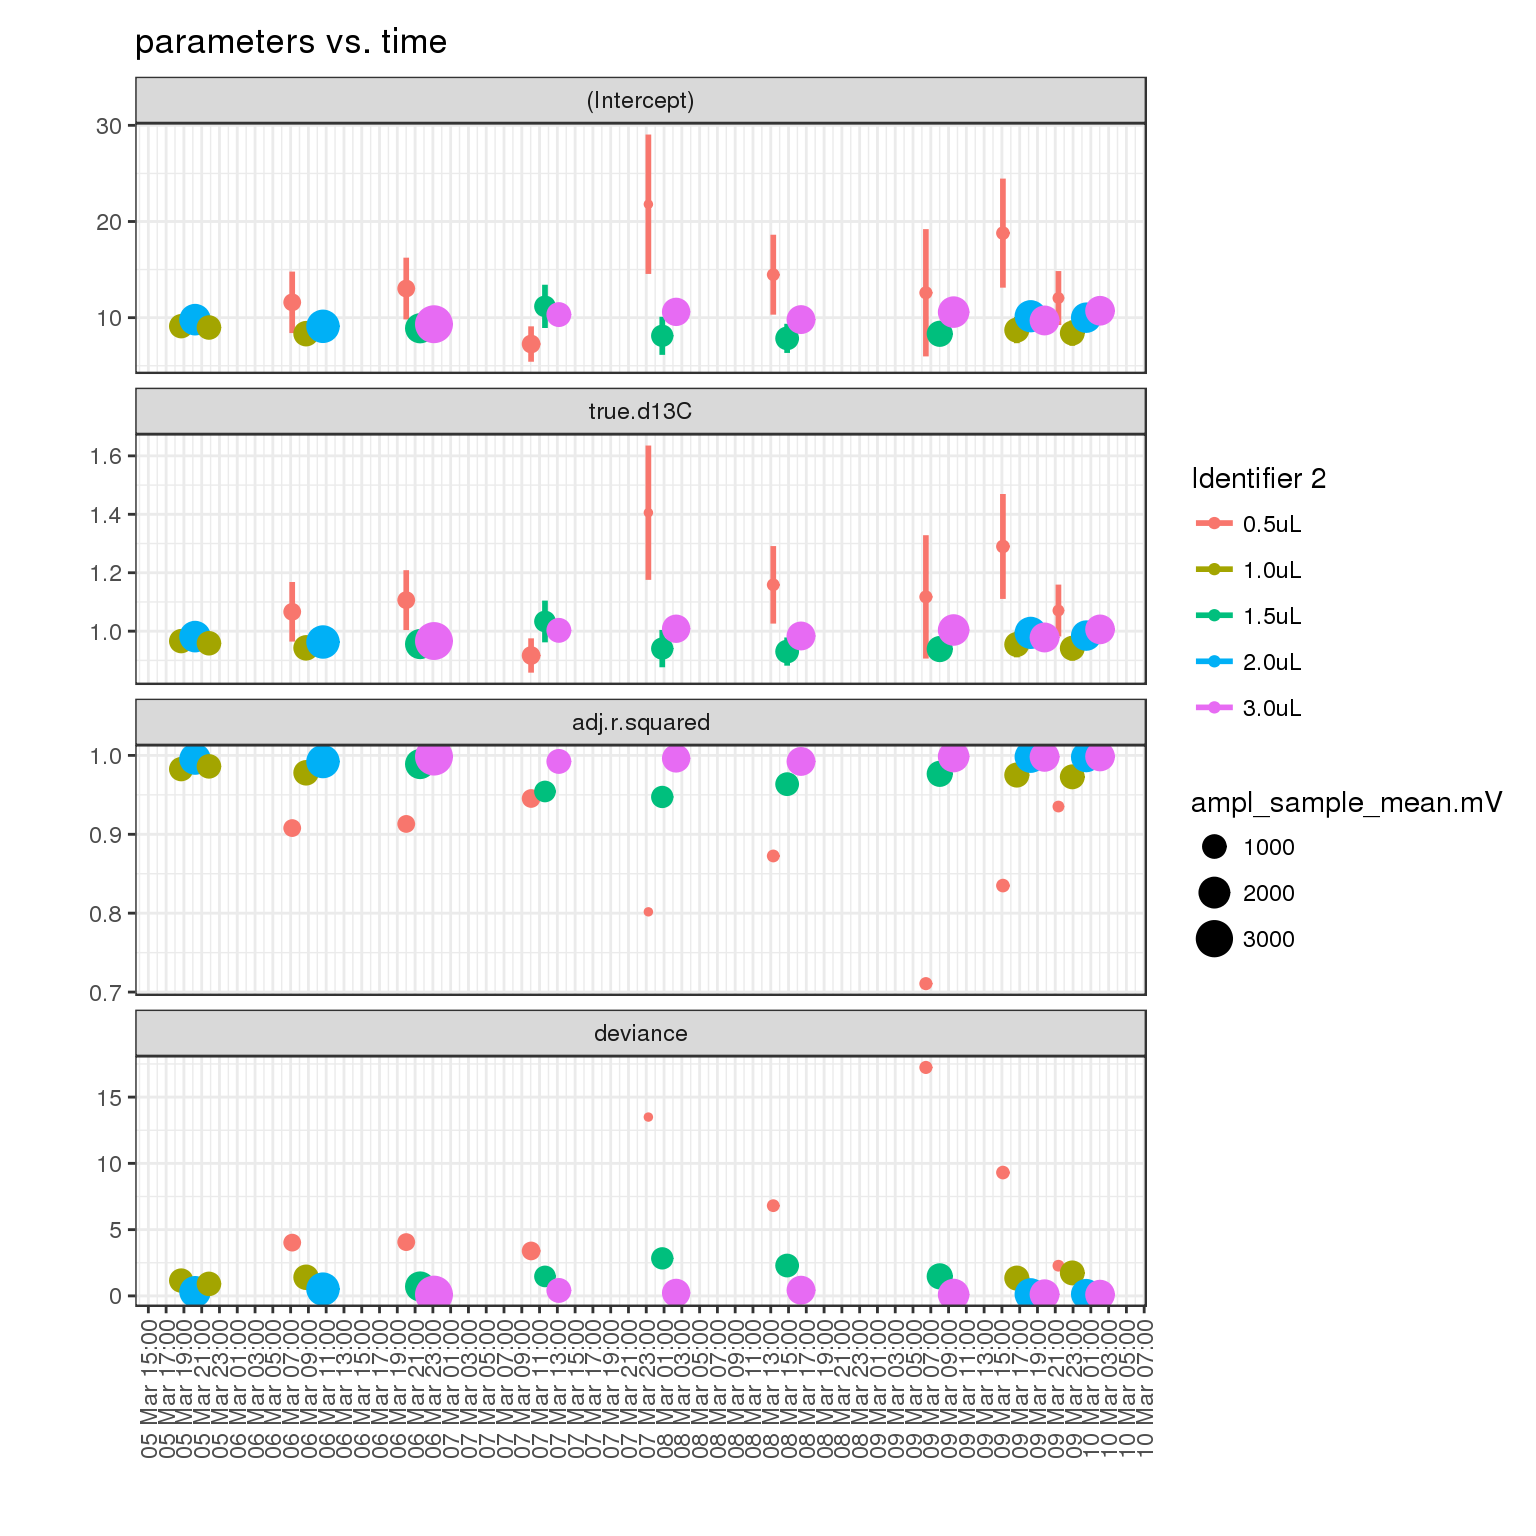 parameters vs. time
(Intercept)
30
20
10
true.d13C
1.6
1.4
1.2
1.0
adj.r.squared
1.0
0.9
0.8
0.7
deviance
15
10
5
0
05 Mar 15:00
05 Mar 17:00
05 Mar 19:00
05 Mar 21:00
05 Mar 23:00
06 Mar 01:00
06 Mar 03:00
06 Mar 05:00
06 Mar 07:00
06 Mar 09:00
06 Mar 11:00
06 Mar 13:00
06 Mar 15:00
06 Mar 17:00
06 Mar 19:00
06 Mar 21:00
06 Mar 23:00
07 Mar 01:00
07 Mar 03:00
07 Mar 05:00
07 Mar 07:00
07 Mar 09:00
07 Mar 11:00
07 Mar 13:00
07 Mar 15:00
07 Mar 17:00
07 Mar 19:00
07 Mar 21:00
07 Mar 23:00
08 Mar 01:00
08 Mar 03:00
08 Mar 05:00
08 Mar 07:00
08 Mar 09:00
08 Mar 11:00
08 Mar 13:00
08 Mar 15:00
08 Mar 17:00
08 Mar 19:00
08 Mar 21:00
08 Mar 23:00
09 Mar 01:00
09 Mar 03:00
09 Mar 05:00
09 Mar 07:00
09 Mar 09:00
09 Mar 11:00
09 Mar 13:00
09 Mar 15:00
09 Mar 17:00
09 Mar 19:00
09 Mar 21:00
09 Mar 23:00
10 Mar 01:00
10 Mar 03:00
10 Mar 05:00
10 Mar 07:00
Identifier 2
0.5uL
1.0uL
1.5uL
2.0uL
3.0uL
ampl_sample_mean.mV
1000
2000
3000